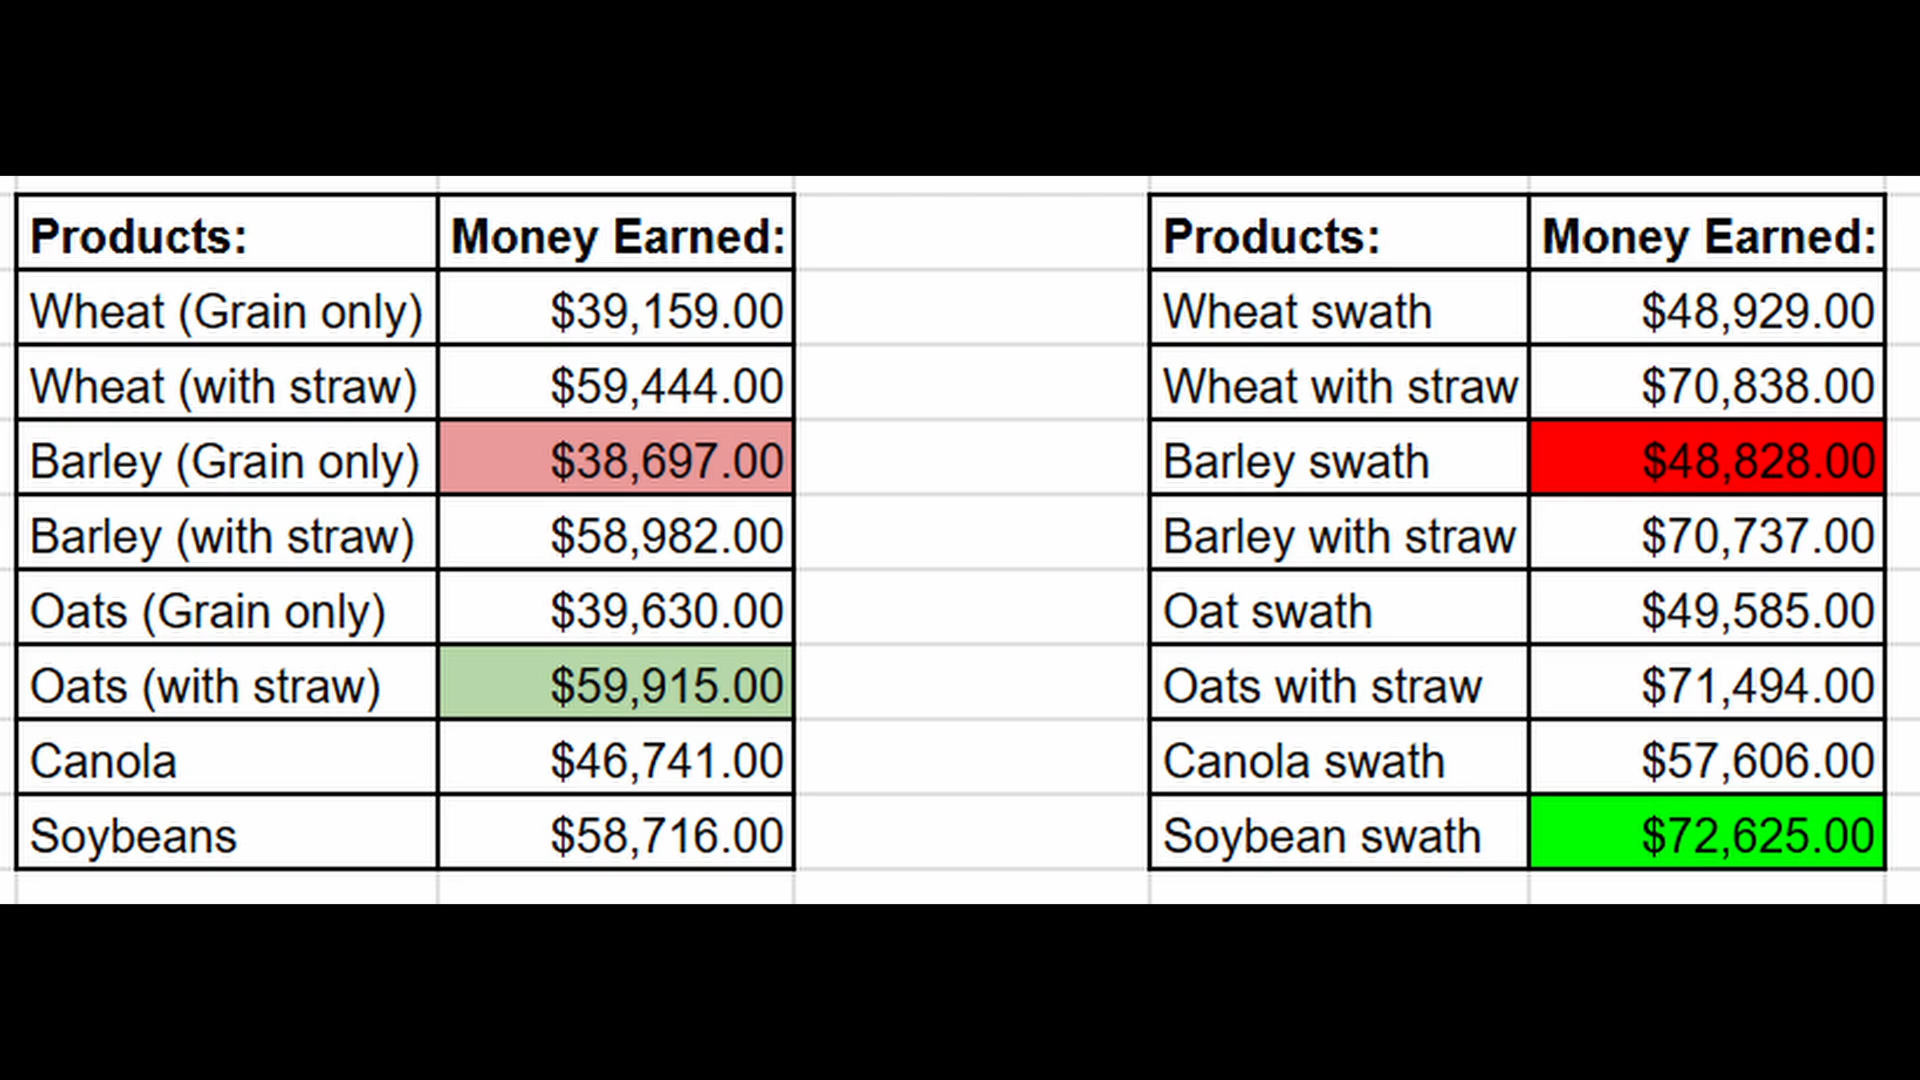 Products: Money Earned:
Wheat (Grain only) $39,159.00
Wheat (with straw) $59,444.00
Barley (Grain only) $38,697.00
Barley (with straw) $58,982.00
Oats (Grain only) $39,630.00
Oats (with straw) $59,915.00
Canola $46,741.00
Soybeans $58,716.00
Products: Money Earned:
Wheat swath $48,929.00
Wheat with straw $70,838.00
Barley swath $48,828.00
Barley with straw $70,737.00
Oat swath $49,585.00
Oats with straw $71,494.00
Canola swath $57,606.00
Soybean swath $72,625.00